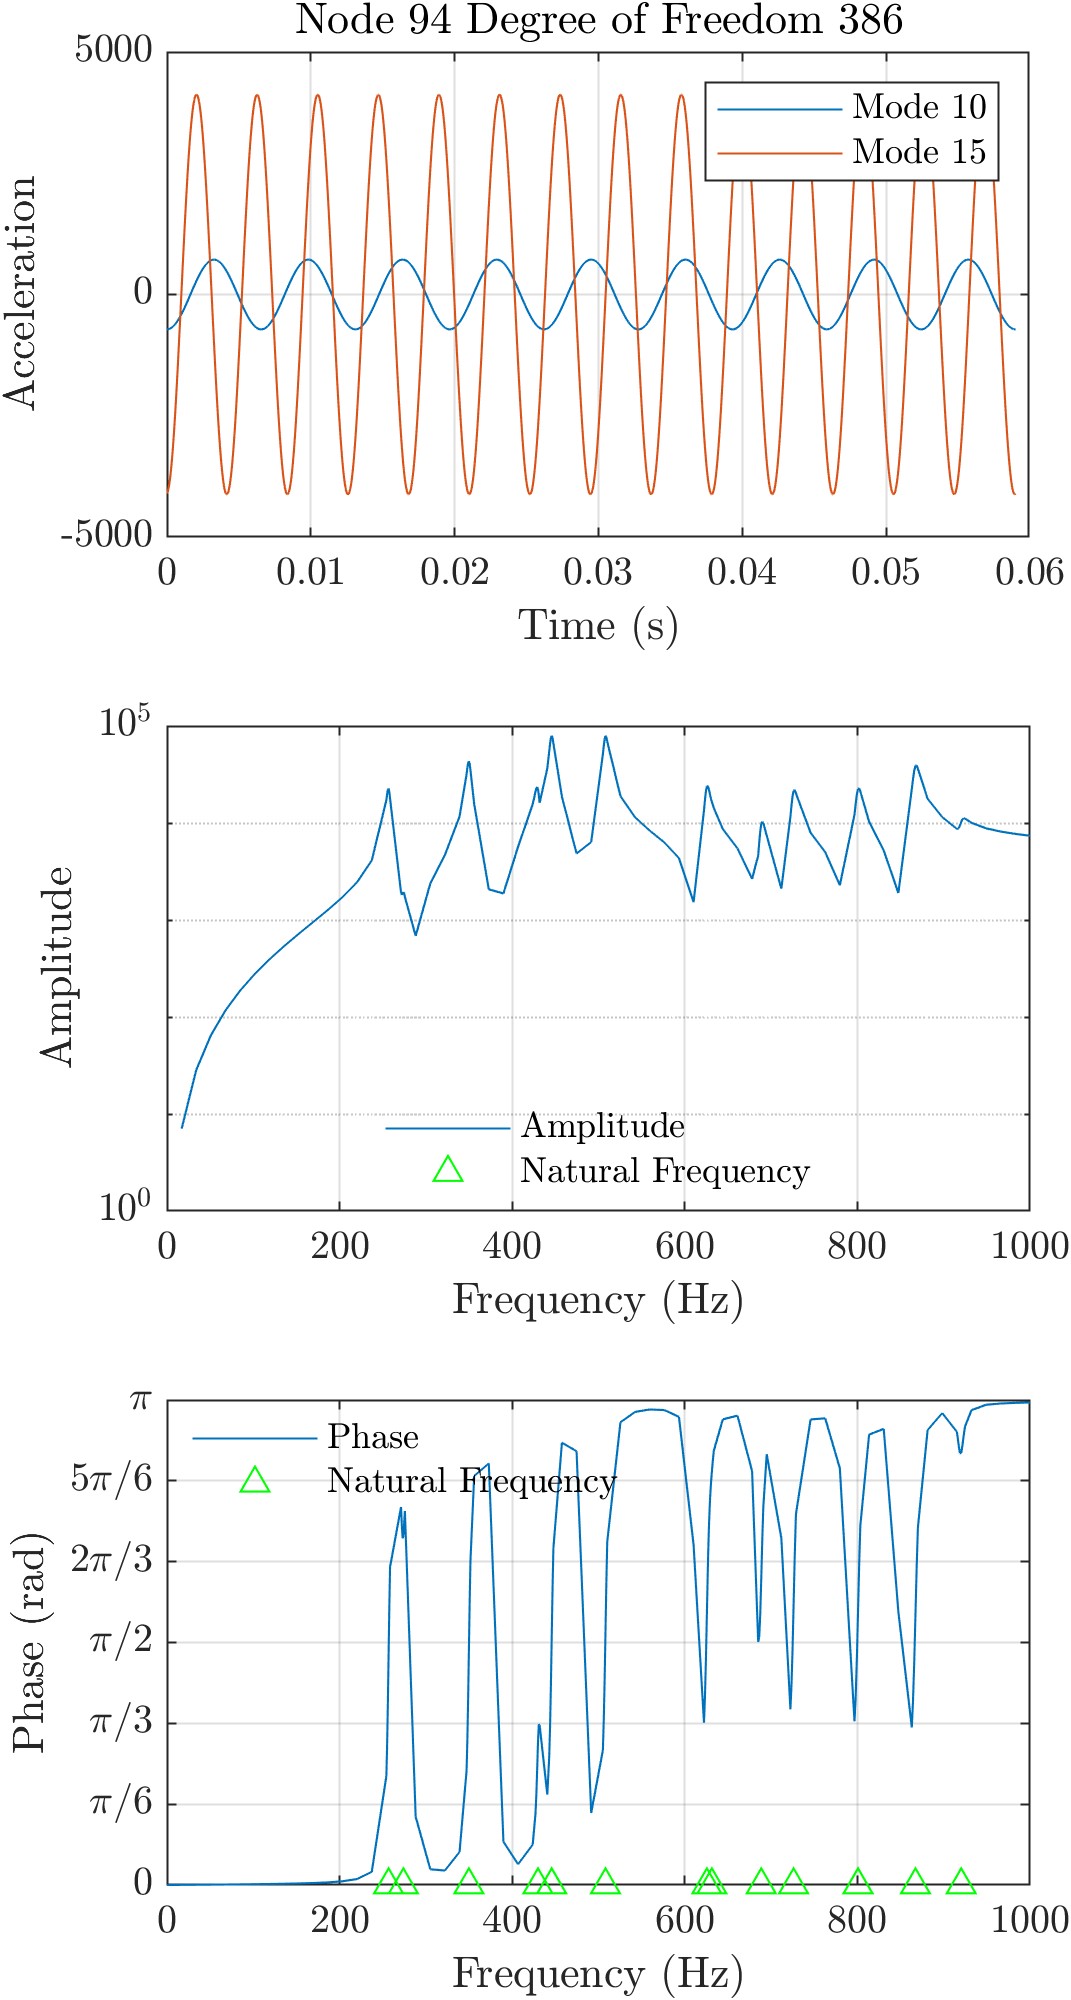 Node 94 Degree of Freedom 386
5000
0
-5000
Acceleration
Mode 10
Mode 15
0 0.01 0.02 0.03 0.04 0.05 0.06
Time (s)
10^5
10^0
Amplitude
Amplitude
Natural Frequency
0 200 400 600 800 1000
Frequency (Hz)
π
5π/6
2π/3
π/2
π/3
π/6
0
Phase (rad)
Phase
Natural Frequency
0 200 400 600 800 1000
Frequency (Hz)